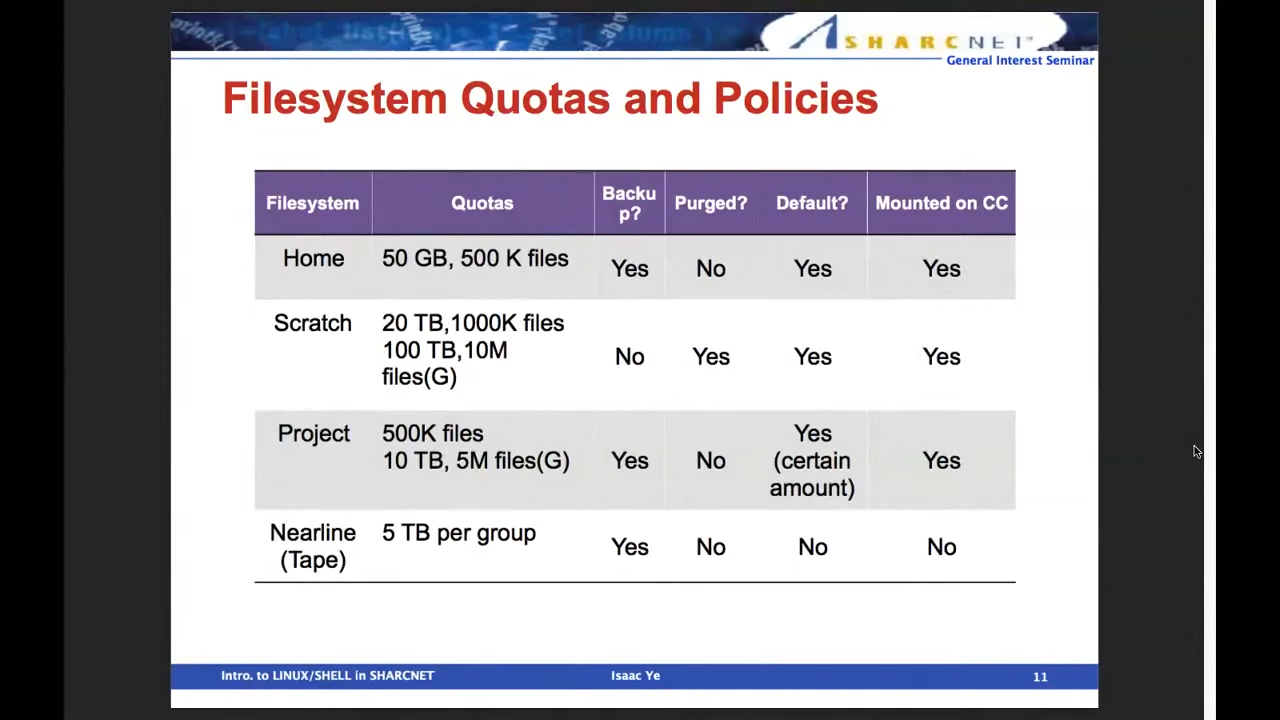 SHARCNET™
General Interest Seminar
Filesystem Quotas and Policies
Filesystem Quotas Backu Purged? Default? Mounted on CC
p?
Home 50 GB, 500 K files Yes No Yes Yes
Scratch 20 TB,1000K files
100 TB,10M
files(G)
No Yes Yes Yes
Project 500K files
10 TB, 5M files(G)
Yes No
Yes
(certain
amount)
Yes
Nearline
(Tape)
5 TB per group
Yes No No No
Intro. to LINUX/SHELL in SHARCNET Isaac Ye 11